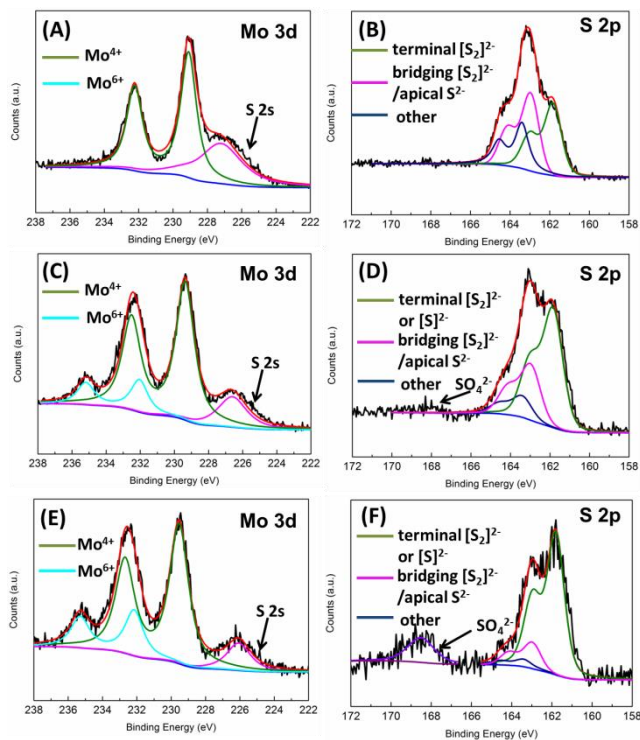 (A) Mo 3d
Mo⁴⁺
Mo⁶⁺
S 2s
Counts (a.u.)
238 236 234 232 230 228 226 224 222
Binding Energy (eV)
(B) S 2p
terminal [S₂]²⁻
bridging [S₂]²⁻
/apical S²⁻
other
Counts (a.u.)
172 170 168 166 164 162 160 158
Binding Energy (eV)
(C) Mo 3d
Mo⁴⁺
Mo⁶⁺
S 2s
Counts (a.u.)
238 236 234 232 230 228 226 224 222
Binding Energy (eV)
(D) S 2p
terminal [S₂]²⁻
or [S]²⁻
bridging [S₂]²⁻
/apical S²⁻
other SO₄²⁻
Counts (a.u.)
172 170 168 166 164 162 160 158
Binding Energy (eV)
(E) Mo 3d
Mo⁴⁺
Mo⁶⁺
S 2s
Counts (a.u.)
238 236 234 232 230 228 226 224 222
Binding Energy (eV)
(F) S 2p
terminal [S₂]²⁻
or [S]²⁻
bridging [S₂]²⁻
/apical S²⁻
other
SO₄²⁻
Counts (a.u.)
172 170 168 166 164 162 160 158
Binding Energy (eV)